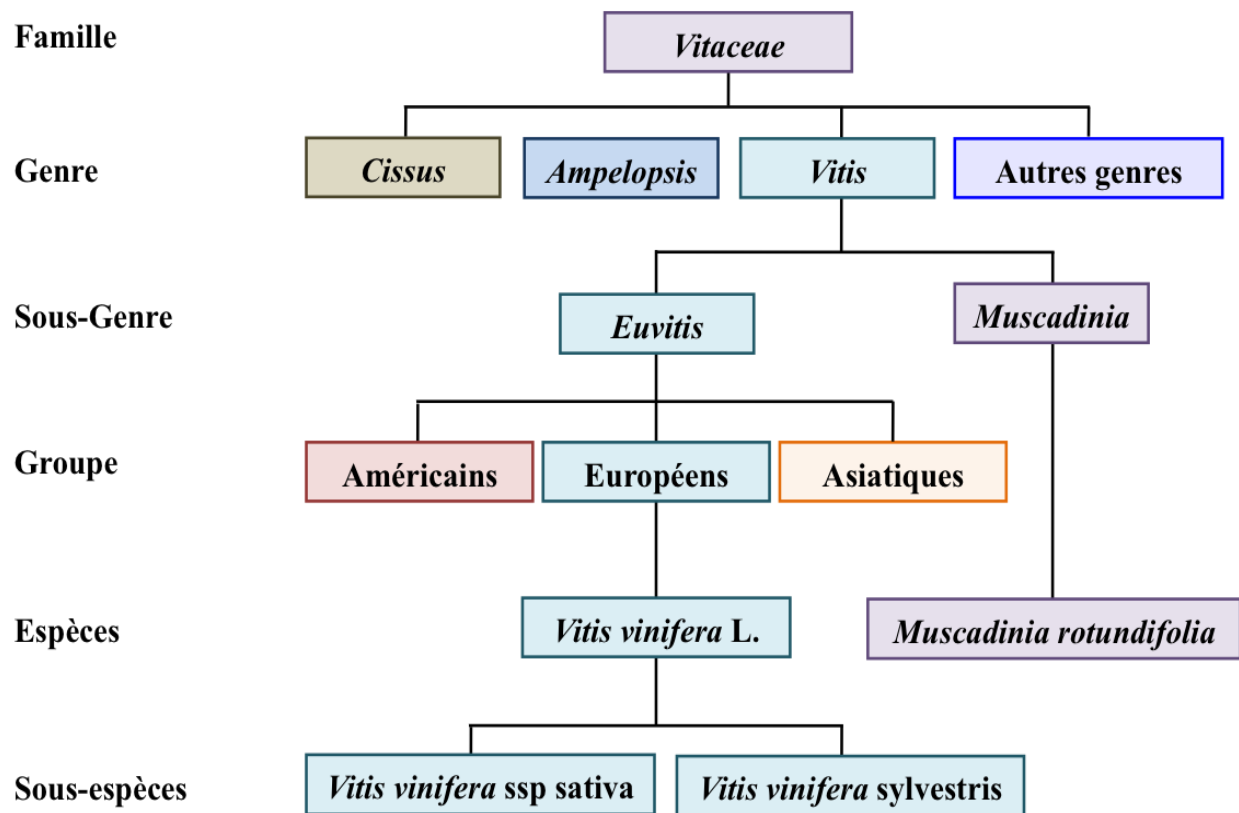 Famille
Vitaceae
Genre
Cissus
Ampelopsis
Vitis
Autres genres
Sous-Genre
Euvitis
Muscadinia
Groupe
Américains
Européens
Asiatiques
Espèces
Vitis vinifera L.
Muscadinia rotundifolia
Sous-espèces
Vitis vinifera ssp sativa
Vitis vinifera sylvestris